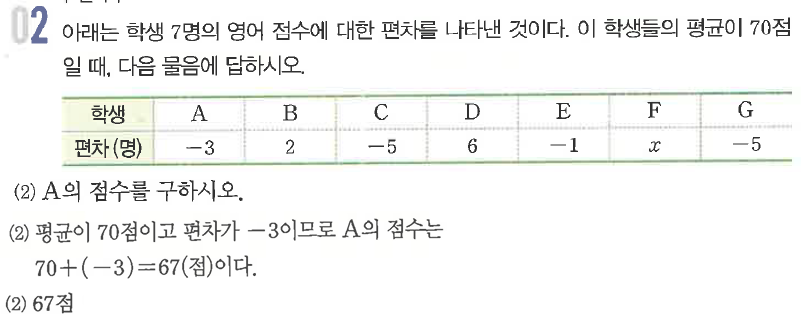 02 아래는 학생 7명의 영어 점수에 대한 편차를 나타낸 것이다. 이 학생들의 평균이 70점
일 때, 다음 물음에 답하시오.
학생 A B C D E F G
편차(명) −3 2 −5 6 −1 x −5
(2) A의 점수를 구하시오.
(2) 평균이 70점이고 편차가 −3이므로 A의 점수는
70+(−3)=67(점)이다.
(2) 67점